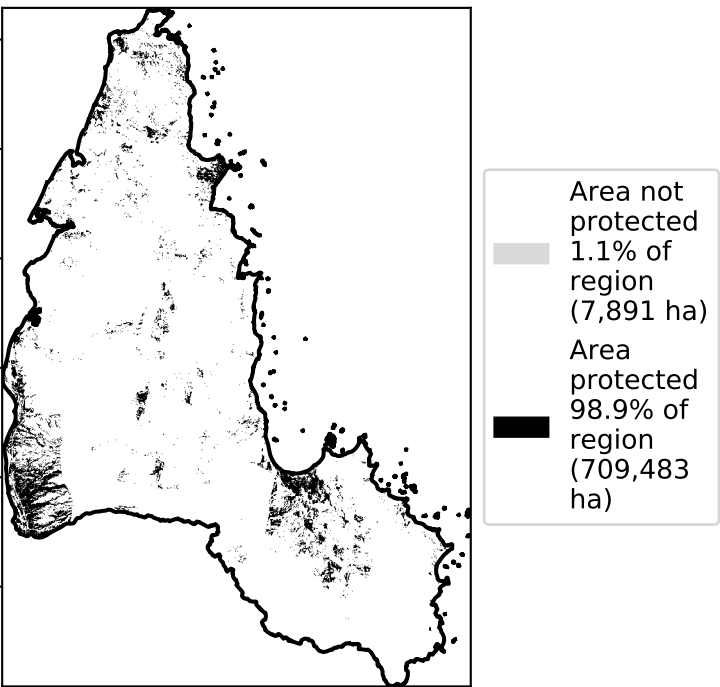 Area not
protected
1.1% of
region
(7,891 ha)
Area
protected
98.9% of
region
(709,483
ha)